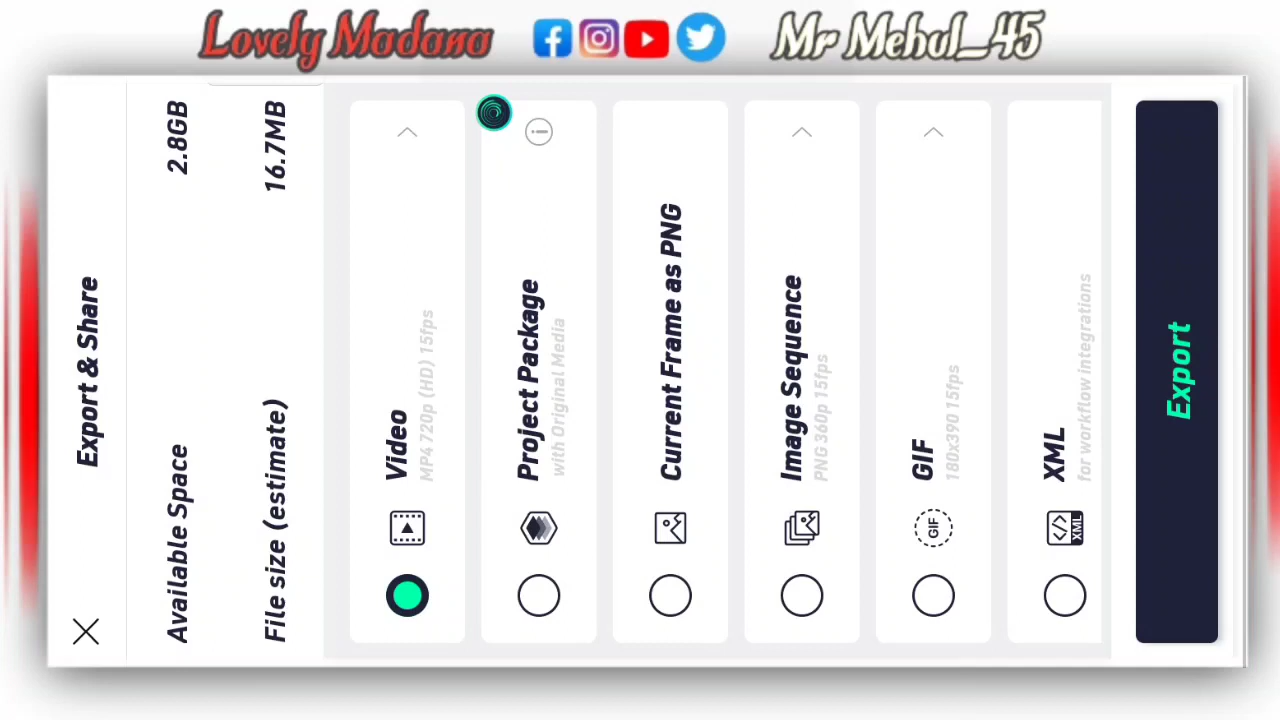 Lovely Madana
Mr Mehul_45
Export & Share
Available Space 2.8GB
File size (estimate) 16.7MB
Video
MP4 720p (HD) 15fps
Project Package
with Original Media
Current Frame as PNG
Image Sequence
PNG 360p 15fps
GIF
GIF
180x390 15fps
XML
XML
for workflow integrations
Export